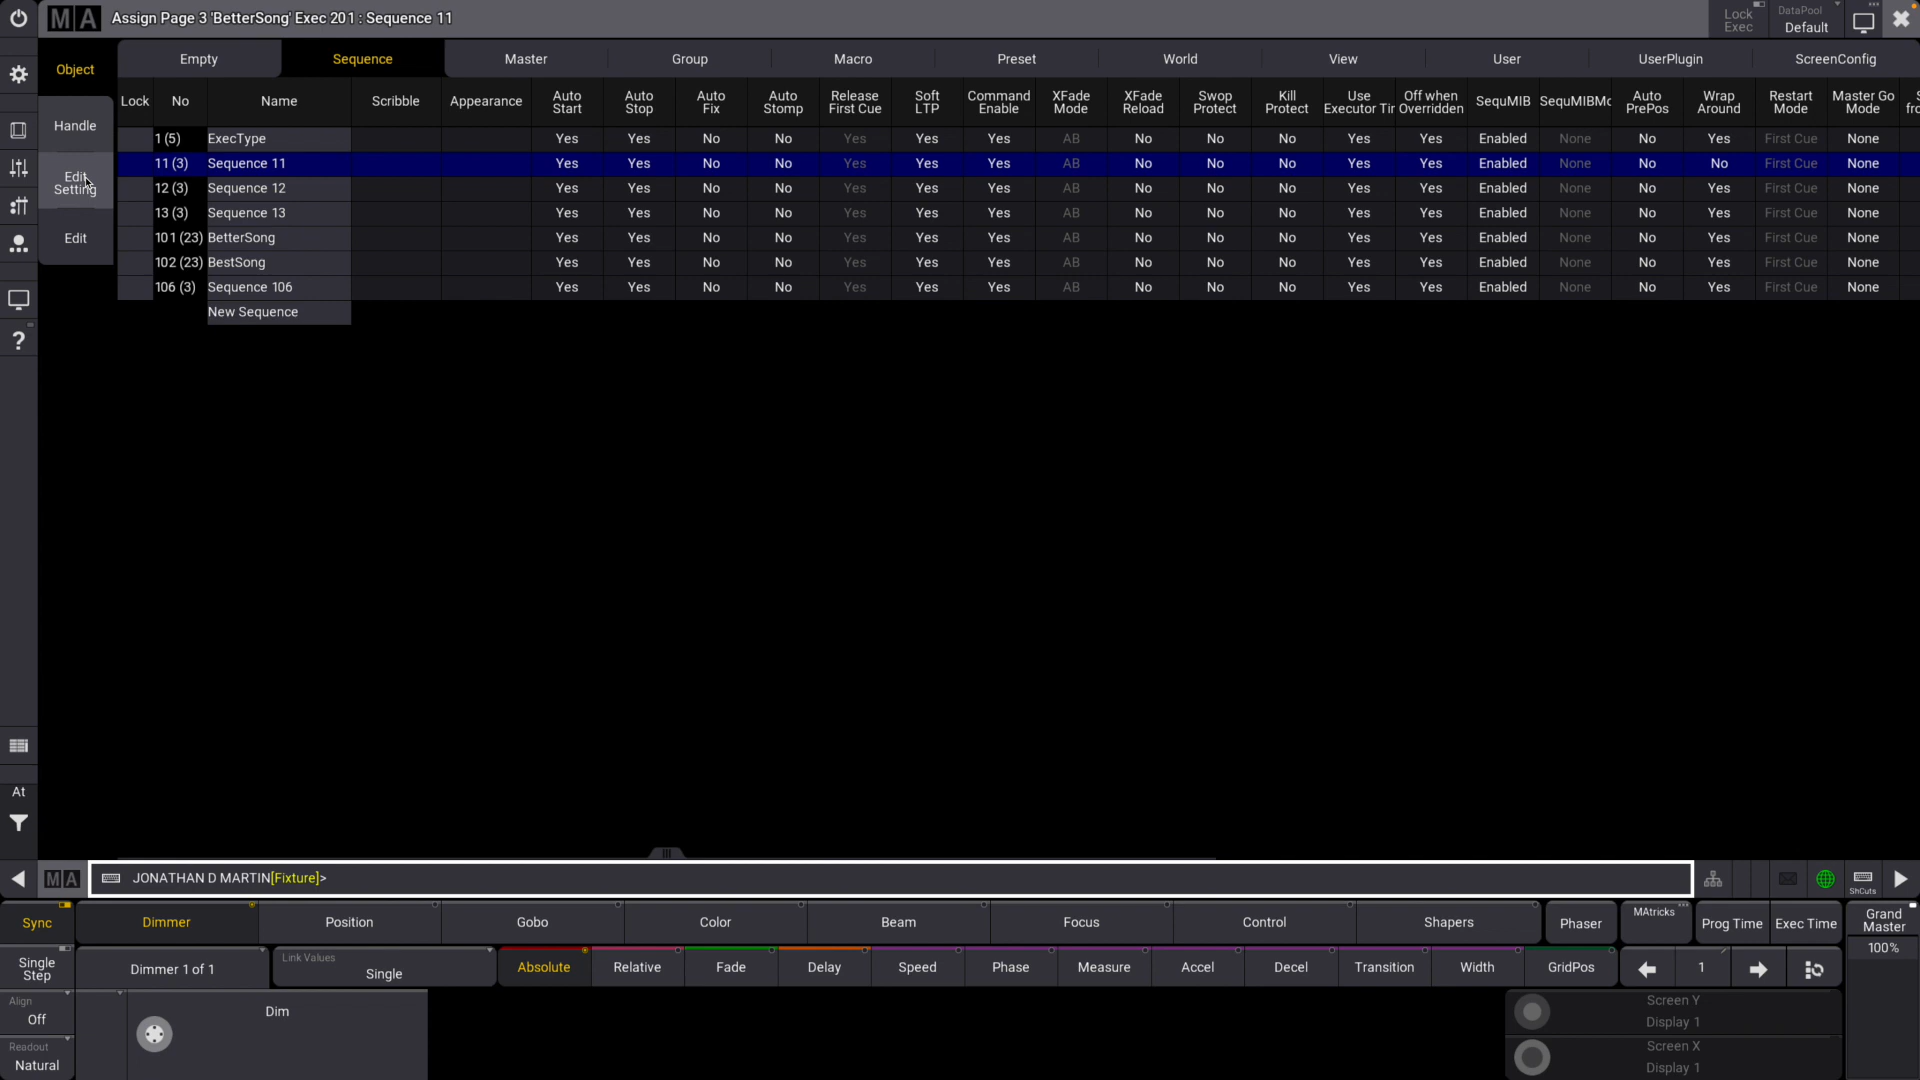 MA Assign Page 3 'BetterSong' Exec 201 : Sequence 11
Lock Exec
DataPool
Default
Object
Handle
Edit Setting
Edit
Empty Sequence Master Group Macro Preset World View User UserPlugin ScreenConfig
Lock No Name Scribble Appearance Auto Start Auto Stop Auto Fix Auto Stomp Release First Cue Soft LTP Command Enable XFade Mode XFade Reload Swop Protect Kill Protect Use Executor Tir Off when Overridden SequMIB SequMIBMo Auto PrePos Wrap Around Restart Mode Master Go Mode
1 (5) ExecType Yes Yes No No Yes Yes Yes AB No No No Yes Yes Enabled None No Yes First Cue None
11 (3) Sequence 11 Yes Yes No No Yes Yes Yes AB No No No Yes Yes Enabled None No No First Cue None
12 (3) Sequence 12 Yes Yes No No Yes Yes Yes AB No No No Yes Yes Enabled None No Yes First Cue None
13 (3) Sequence 13 Yes Yes No No Yes Yes Yes AB No No No Yes Yes Enabled None No Yes First Cue None
101 (23) BetterSong Yes Yes No No Yes Yes Yes AB No No No Yes Yes Enabled None No Yes First Cue None
102 (23) BestSong Yes Yes No No Yes Yes Yes AB No No No Yes Yes Enabled None No Yes First Cue None
106 (3) Sequence 106 Yes Yes No No Yes Yes Yes AB No No No Yes Yes Enabled None No Yes First Cue None
New Sequence
?
At
MA JONATHAN D MARTIN[Fixture]>
ShCuts
Sync Dimmer Position Gobo Color Beam Focus Control Shapers Phaser MAtricks Prog Time Exec Time Grand Master
100%
Single Step
Dimmer 1 of 1
Link Values
Single
Absolute Relative Fade Delay Speed Phase Measure Accel Decel Transition Width GridPos 1
Align
Off
Dim
Screen Y
Display 1
Readout
Natural
Screen X
Display 1